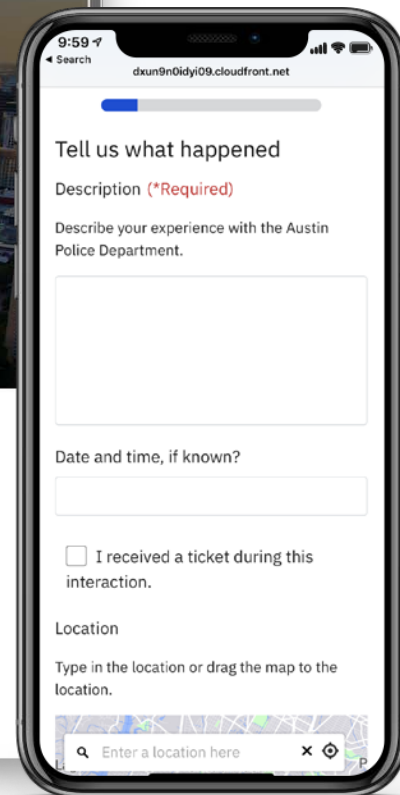 9:59
Search
dxun9n0idyi09.cloudfront.net
Tell us what happened
Description (*Required)
Describe your experience with the Austin
Police Department.
Date and time, if known?
I received a ticket during this
interaction.
Location
Type in the location or drag the map to the
location.
Enter a location here